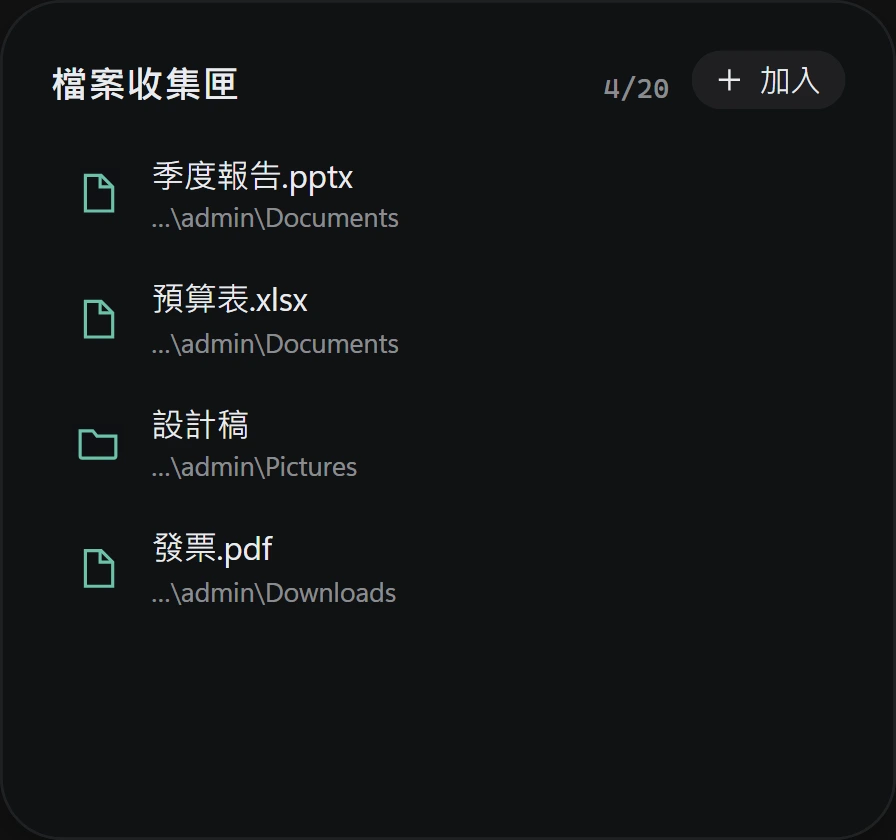 檔案收集匣
4/20
+ 加入
季度報告.pptx
...\admin\Documents
預算表.xlsx
...\admin\Documents
設計稿
...\admin\Pictures
發票.pdf
...\admin\Downloads